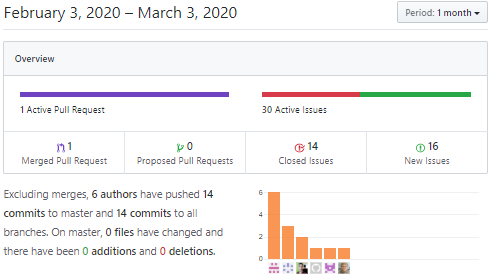 February 3, 2020 – March 3, 2020
Period: 1 month
Overview
1 Active Pull Request
30 Active Issues
1
Merged Pull Request
0
Proposed Pull Requests
14
Closed Issues
16
New Issues
Excluding merges, 6 authors have pushed 14
commits to master and 14 commits to all
branches. On master, 0 files have changed and
there have been 0 additions and 0 deletions.
6
4
2
0